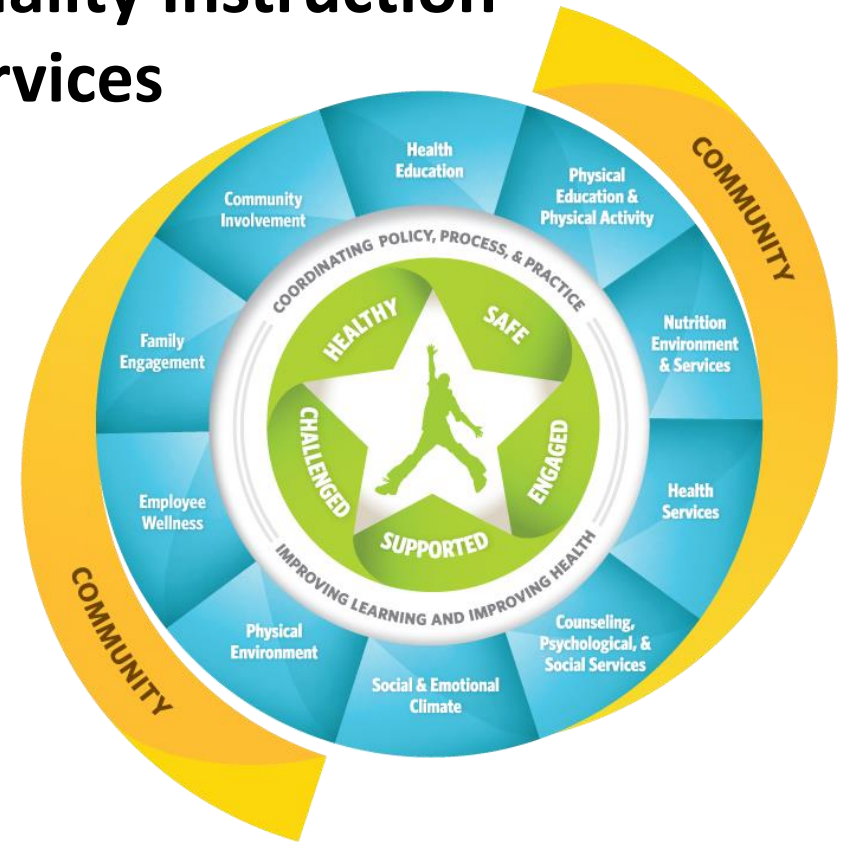 Instruction
COMMUNITY
Health
Education
Physical
Education &
Physical Activity
Nutrition
Environment
& Services
Health
Services
Counseling,
Psychological, &
Social Services
Social & Emotional
Climate
Physical
Environment
Employee
Wellness
Family
Engagement
Community
Involvement
COORDINATING POLICY, PROCESS, & PRACTICE
IMPROVING LEARNING AND IMPROVING HEALTH
HEALTHY
SAFE
ENGAGED
SUPPORTED
CHALLENGED
COMMUNITY